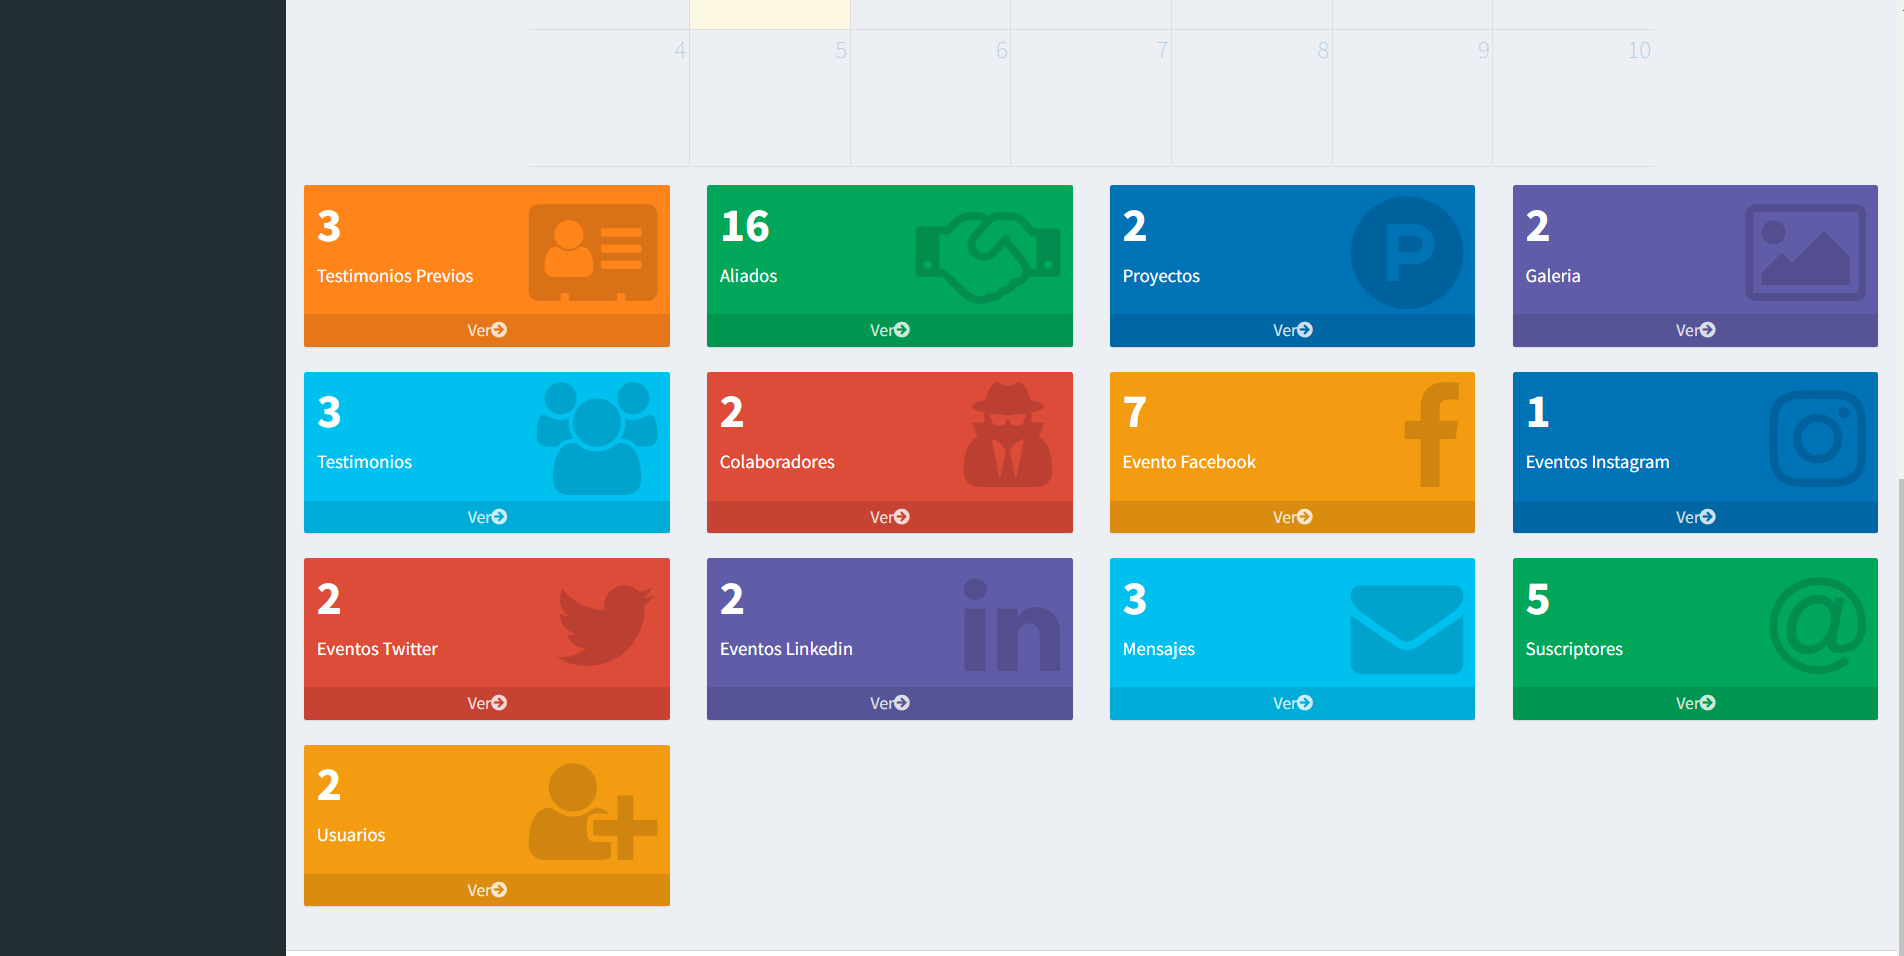 4 5 6 7 8 9 10
3
Testimonios Previos
Ver
16
Aliados
Ver
2
Proyectos
Ver
2
Galeria
Ver
3
Testimonios
Ver
2
Colaboradores
Ver
7
Evento Facebook
Ver
1
Eventos Instagram
Ver
2
Eventos Twitter
Ver
2
Eventos Linkedin
Ver
3
Mensajes
Ver
5
Suscriptores
Ver
2
Usuarios
Ver